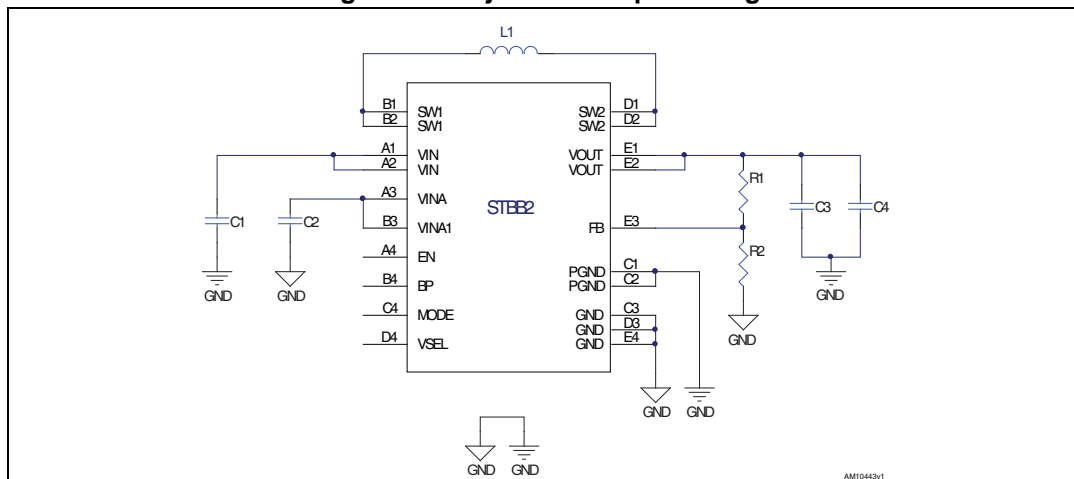 L1
B1 SW1 SW2 D1
B2 SW1 SW2 D2
A1 VIN VOUT E1
A2 VIN VOUT E2
R1
A3 VINA
STBB2
C3 C4
C1 C2
B3 VINA1 FB E3
R2
A4 EN
PGND C1
B4 BP PGND C2
GND GND GND
C4 MODE GND C3
GND D3
D4 VSEL GND E4
GND
GND GND
GND GND
AM10443v1